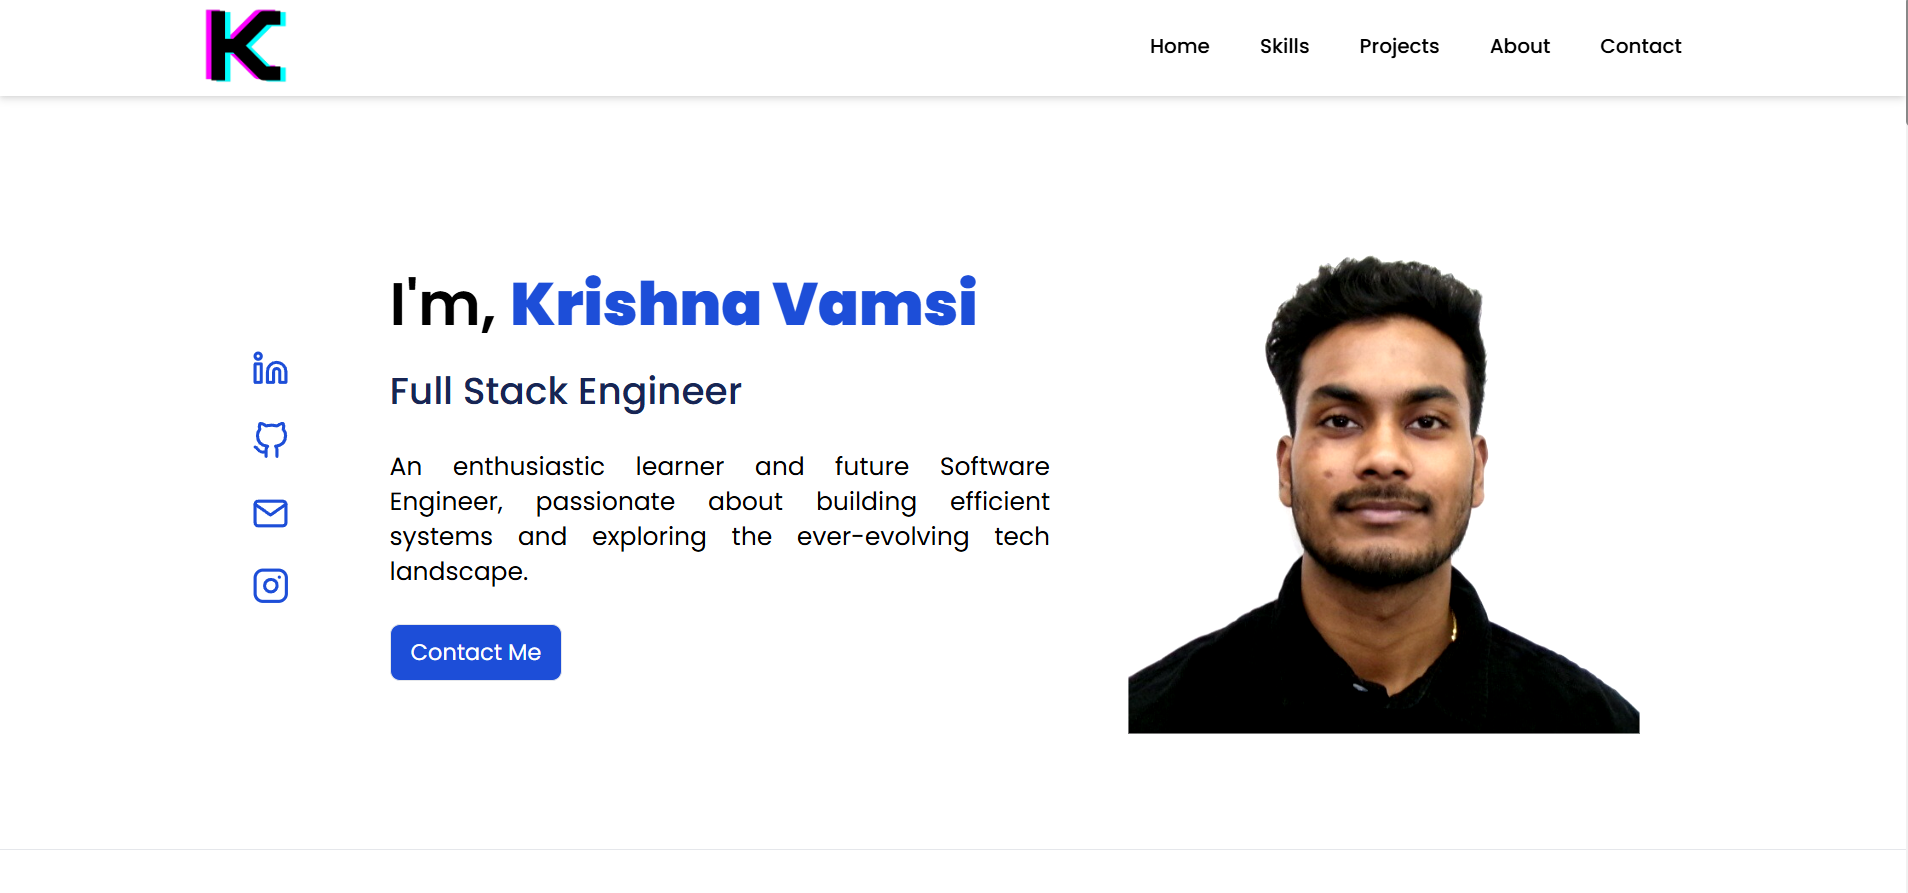 K
Home Skills Projects About Contact
I'm, Krishna Vamsi
Full Stack Engineer
An enthusiastic learner and future Software
Engineer, passionate about building efficient
systems and exploring the ever-evolving tech
landscape.
Contact Me